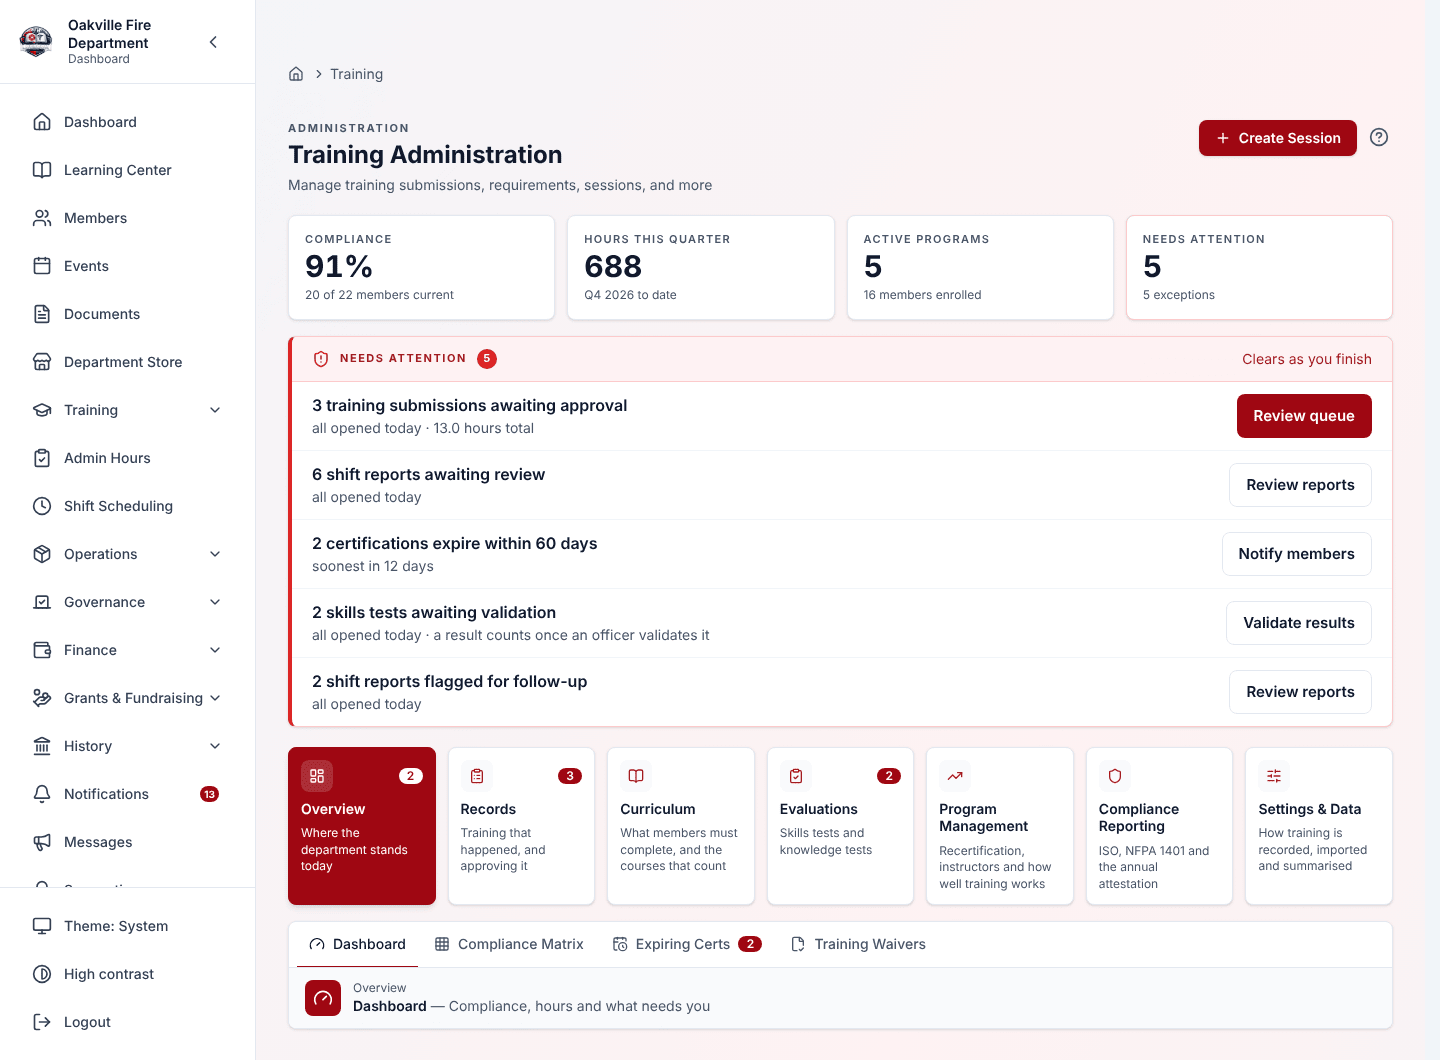 Oakville Fire
Department
Dashboard
Dashboard
Learning Center
Members
Events
Documents
Department Store
Training
Admin Hours
Shift Scheduling
Operations
Governance
Finance
Grants & Fundraising
History
Notifications 13
Messages
Theme: System
High contrast
Logout
Training
ADMINISTRATION
Training Administration
Manage training submissions, requirements, sessions, and more
Create Session
COMPLIANCE
91%
20 of 22 members current
HOURS THIS QUARTER
688
Q4 2026 to date
ACTIVE PROGRAMS
5
16 members enrolled
NEEDS ATTENTION
5
5 exceptions
NEEDS ATTENTION 5
Clears as you finish
3 training submissions awaiting approval
all opened today · 13.0 hours total
Review queue
6 shift reports awaiting review
all opened today
Review reports
2 certifications expire within 60 days
soonest in 12 days
Notify members
2 skills tests awaiting validation
all opened today · a result counts once an officer validates it
Validate results
2 shift reports flagged for follow-up
all opened today
Review reports
2
Overview
Where the
department stands
today
3
Records
Training that
happened, and
approving it
Curriculum
What members must
complete, and the
courses that count
2
Evaluations
Skills tests and
knowledge tests
Program
Management
Recertification,
instructors and how
well training works
Compliance
Reporting
ISO, NFPA 1401 and
the annual
attestation
Settings & Data
How training is
recorded, imported
and summarised
Dashboard
Compliance Matrix
Expiring Certs 2
Training Waivers
Overview
Dashboard — Compliance, hours and what needs you